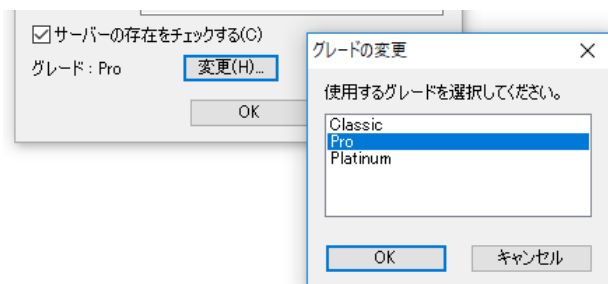 サーバーの存在をチェックする(C)
グレード : Pro
変更(H)...
OK
グレードの変更
使用するグレードを選択してください。
Classic
Pro
Platinum
OK
キャンセル